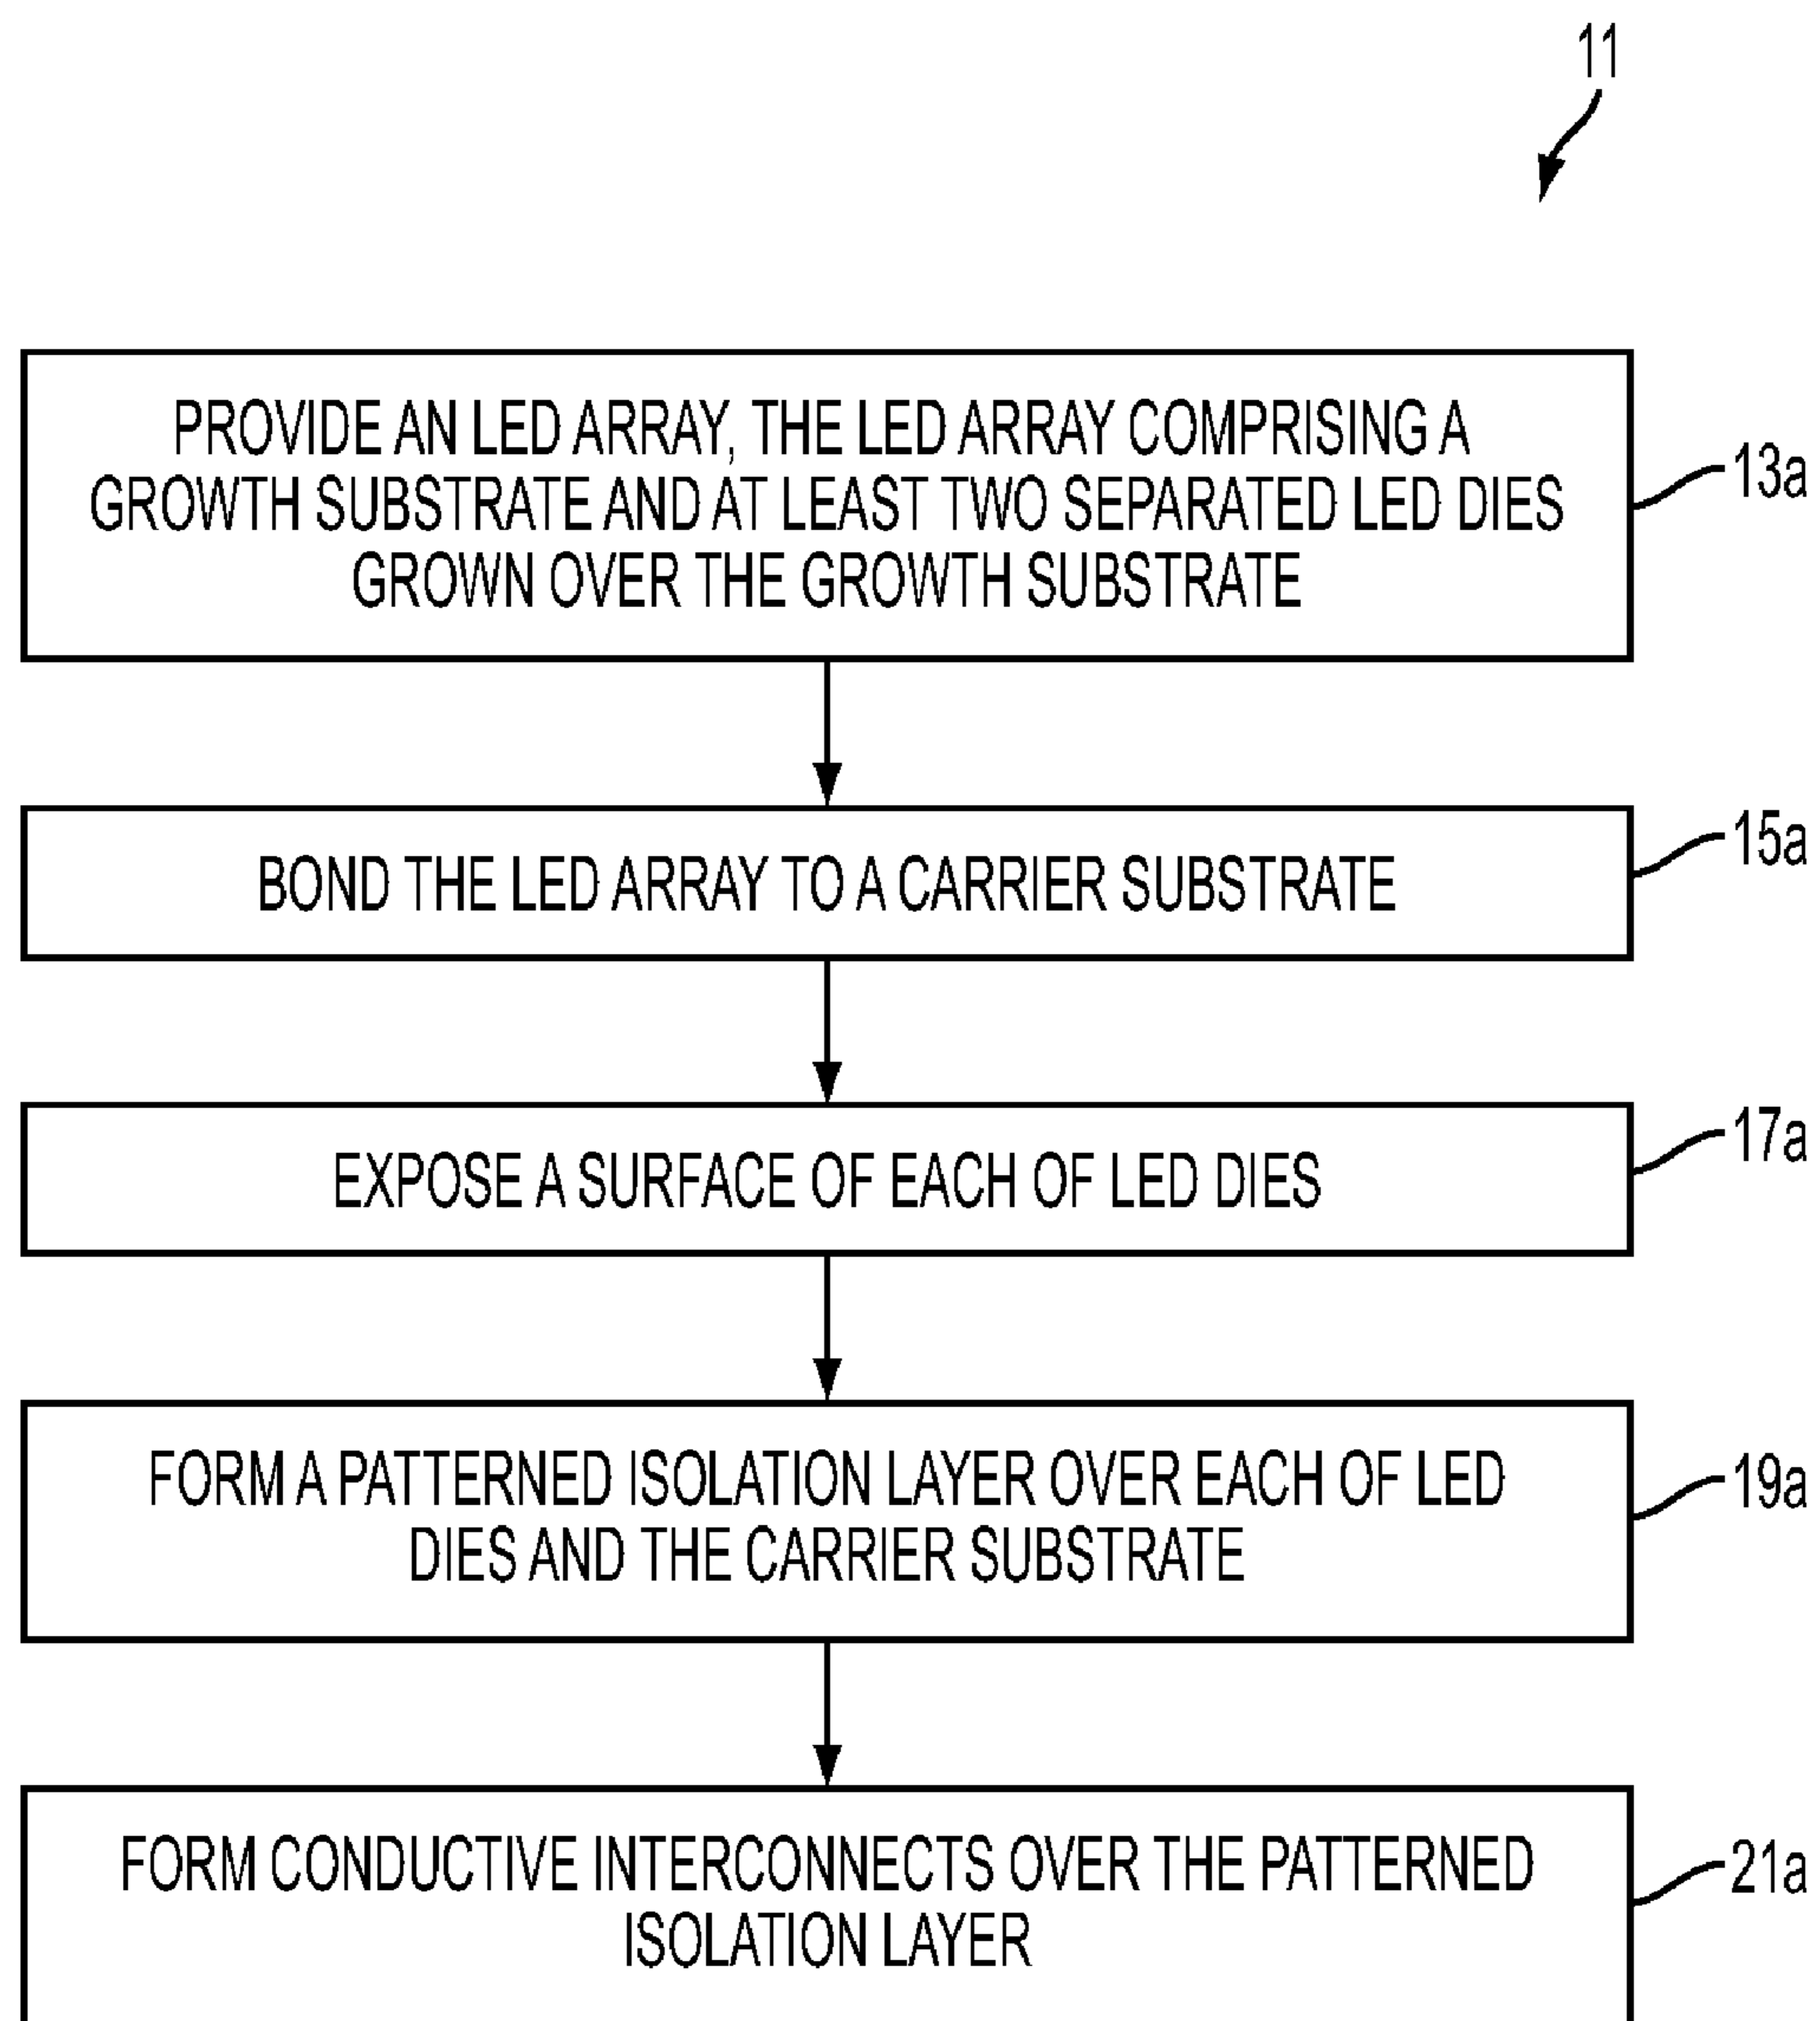 11
PROVIDE AN LED ARRAY, THE LED ARRAY COMPRISING A
GROWTH SUBSTRATE AND AT LEAST TWO SEPARATED LED DIES
GROWN OVER THE GROWTH SUBSTRATE
13a
BOND THE LED ARRAY TO A CARRIER SUBSTRATE
15a
EXPOSE A SURFACE OF EACH OF LED DIES
17a
FORM A PATTERNED ISOLATION LAYER OVER EACH OF LED
DIES AND THE CARRIER SUBSTRATE
19a
FORM CONDUCTIVE INTERCONNECTS OVER THE PATTERNED
ISOLATION LAYER
21a